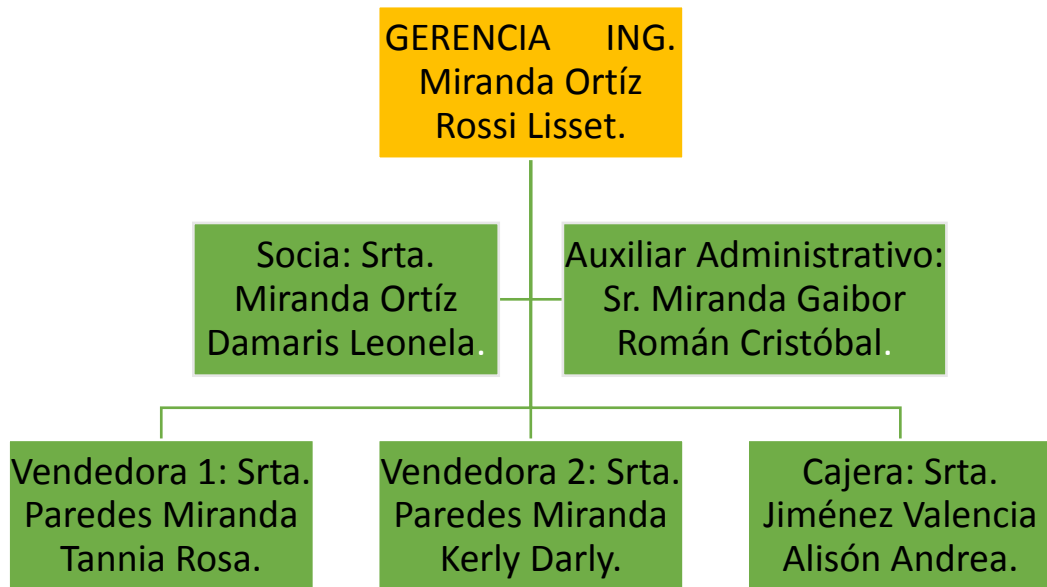 GERENCIA ING.
Miranda Ortíz
Rossi Lisset.
Socia: Srta.
Miranda Ortíz
Damaris Leonela.
Auxiliar Administrativo:
Sr. Miranda Gaibor
Román Cristóbal.
Vendedora 1: Srta.
Paredes Miranda
Tannia Rosa.
Vendedora 2: Srta.
Paredes Miranda
Kerly Darly.
Cajera: Srta.
Jiménez Valencia
Alisón Andrea.